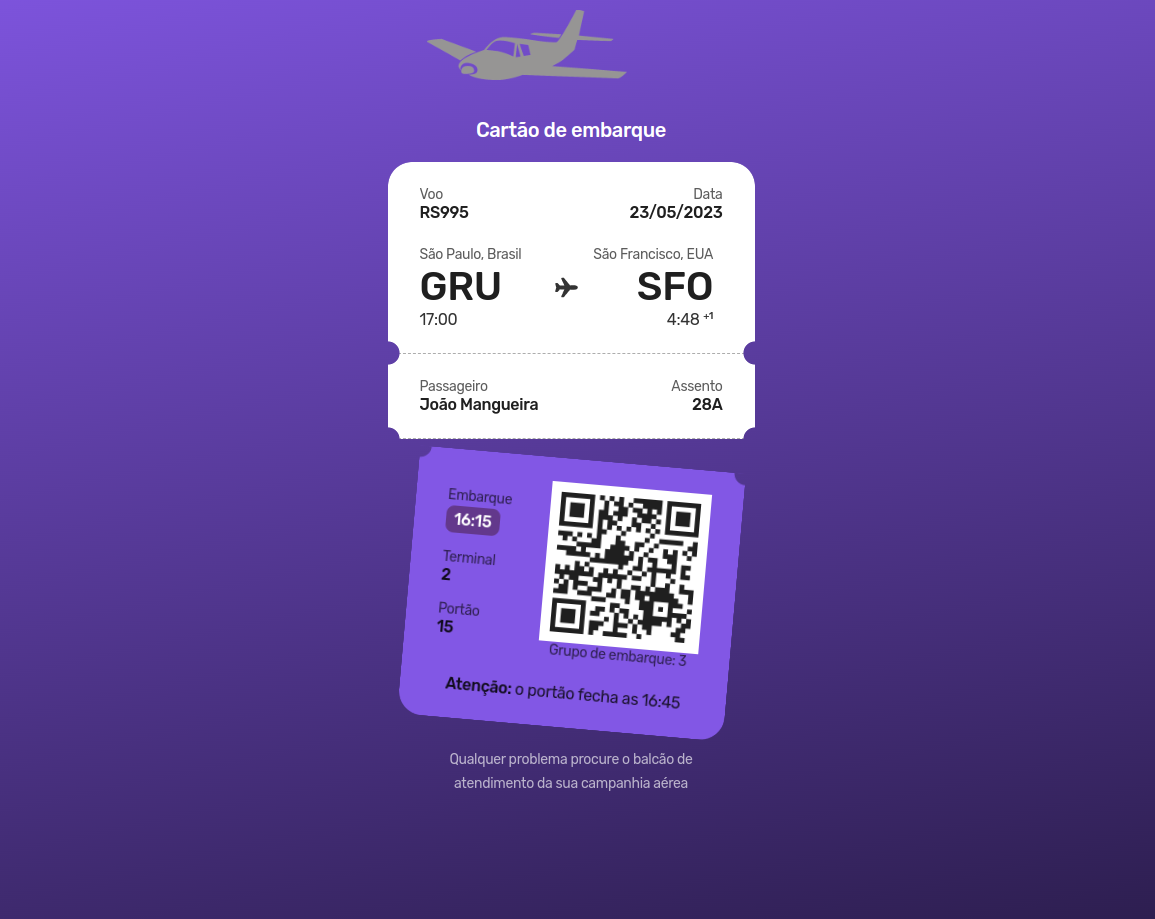 Cartão de embarque
Voo Data
RS995 23/05/2023
São Paulo, Brasil São Francisco, EUA
GRU SFO
17:00 4:48 +1
Passageiro Assento
João Mangueira 28A
Embarque
16:15
Terminal
2
Portão
15
Grupo de embarque: 3
Atenção: o portão fecha as 16:45
Qualquer problema procure o balcão de
atendimento da sua campanhia aérea